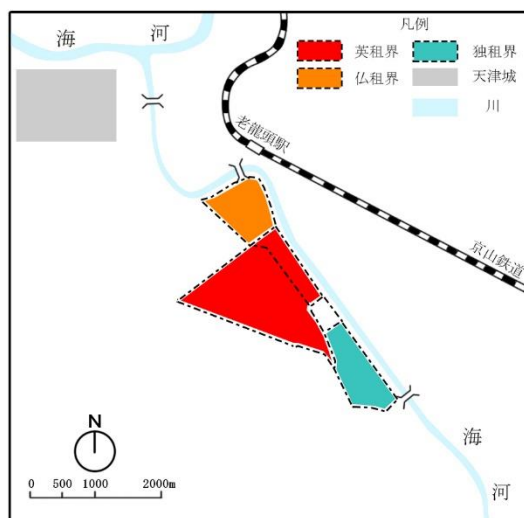 海河
凡例
英租界
独租界
仏租界
天津城
川
老龍頭駅
京山鉄道
N
0 500 1000 2000m
海河